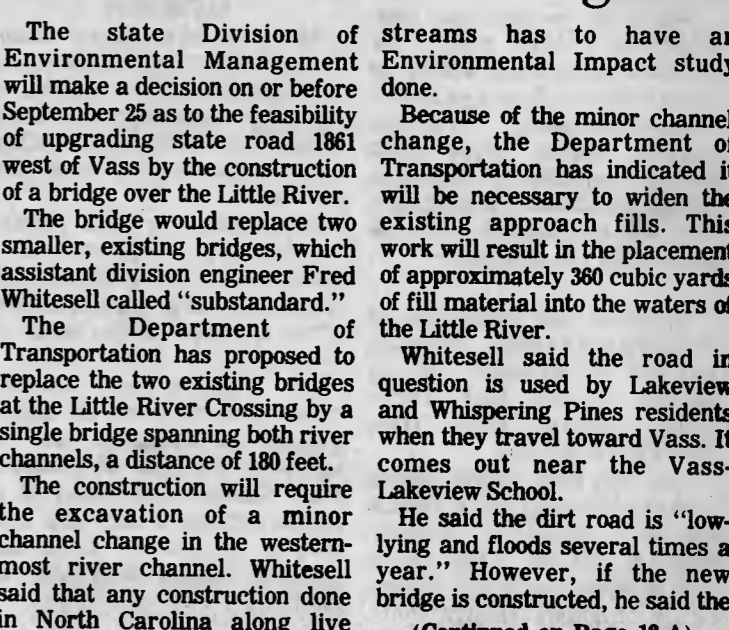 The state Division of
Environmental Management
will make a decision on or before
September 25 as to the feasibility
of upgrading state road 1861
west of Vass by the construction
of a bridge over the Little River.
The bridge would replace two
smaller, existing bridges, which
assistant division engineer Fred
Whitesell called “substandard.”
The Department of
Transportation has proposed to
replace the two existing bridges
at the Little River Crossing by a
single bridge spanning both river
channels, a distance of 180 feet.
The construction will require
the excavation of a minor
channel change in the western-
most river channel. Whitesell
said that any construction done
in North Carolina along live
streams has to have an
Environmental Impact study
done.
Because of the minor channel
change, the Department of
Transportation has indicated it
will be necessary to widen the
existing approach fills. This
work will result in the placement
of approximately 360 cubic yards
of fill material into the waters of
the Little River.
Whitesell said the road in
question is used by Lakeview
and Whispering Pines residents
when they travel toward Vass. It
comes out near the Vass-
Lakeview School.
He said the dirt road is “low-
lying and floods several times a
year.” However, if the new
bridge is constructed, he said the
(Continued on Page 18-A)